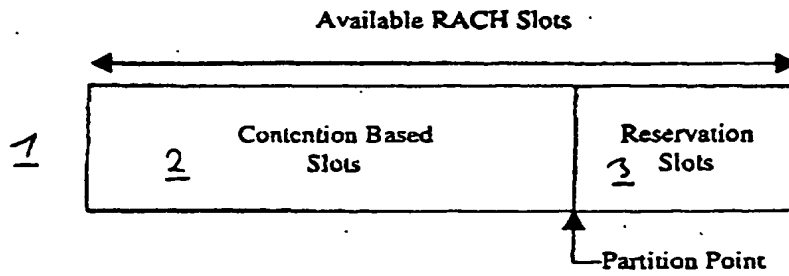 Available RACH Slots
1
Contention Based
Slots
2
Reservation
Slots
3
Partition Point